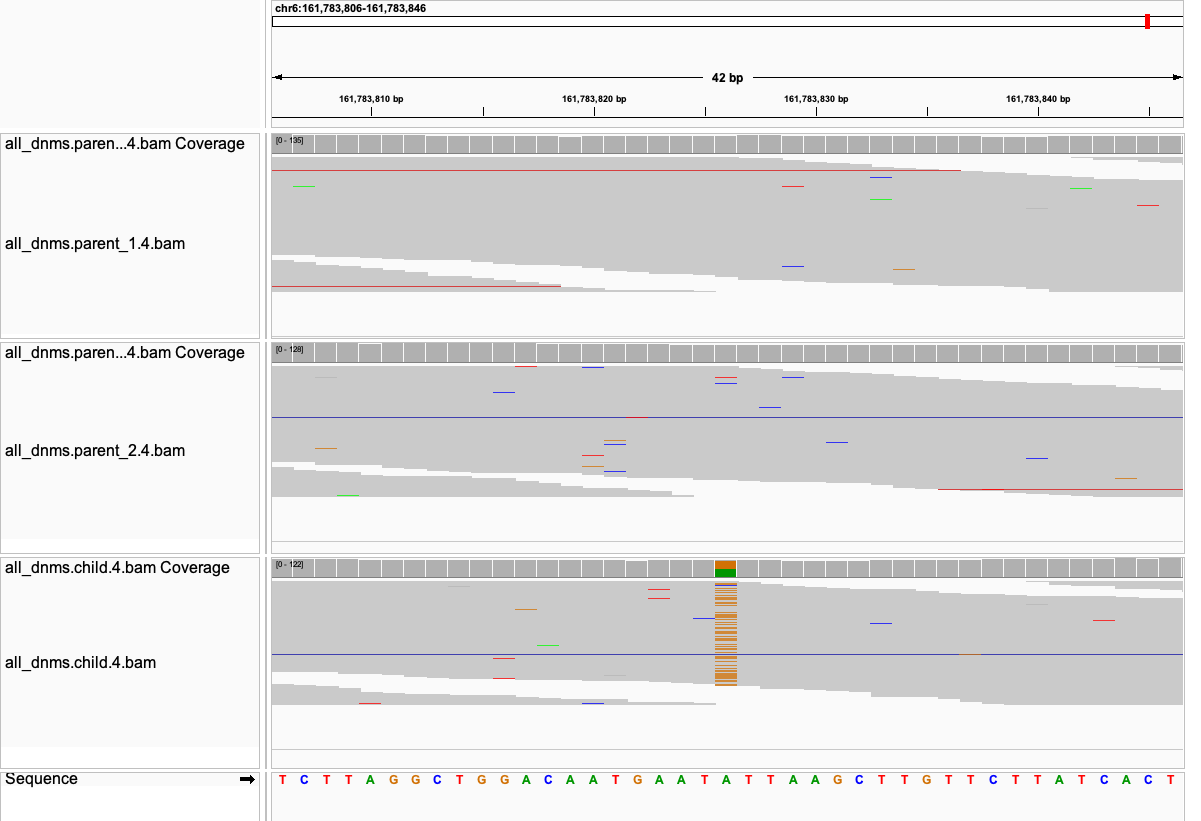 chr6:161,783,806-161,783,846
42 bp
161,783,810 bp 161,783,820 bp 161,783,830 bp 161,783,840 bp
all_dnms.paren...4.bam Coverage
[0 - 135]
all_dnms.parent_1.4.bam
all_dnms.paren...4.bam Coverage
[0 - 128]
all_dnms.parent_2.4.bam
all_dnms.child.4.bam Coverage
[0 - 122]
all_dnms.child.4.bam
Sequence T C T T A G G C T G G A C A A T G A A T A T T A A G C T T G T T C T T A T C A C T